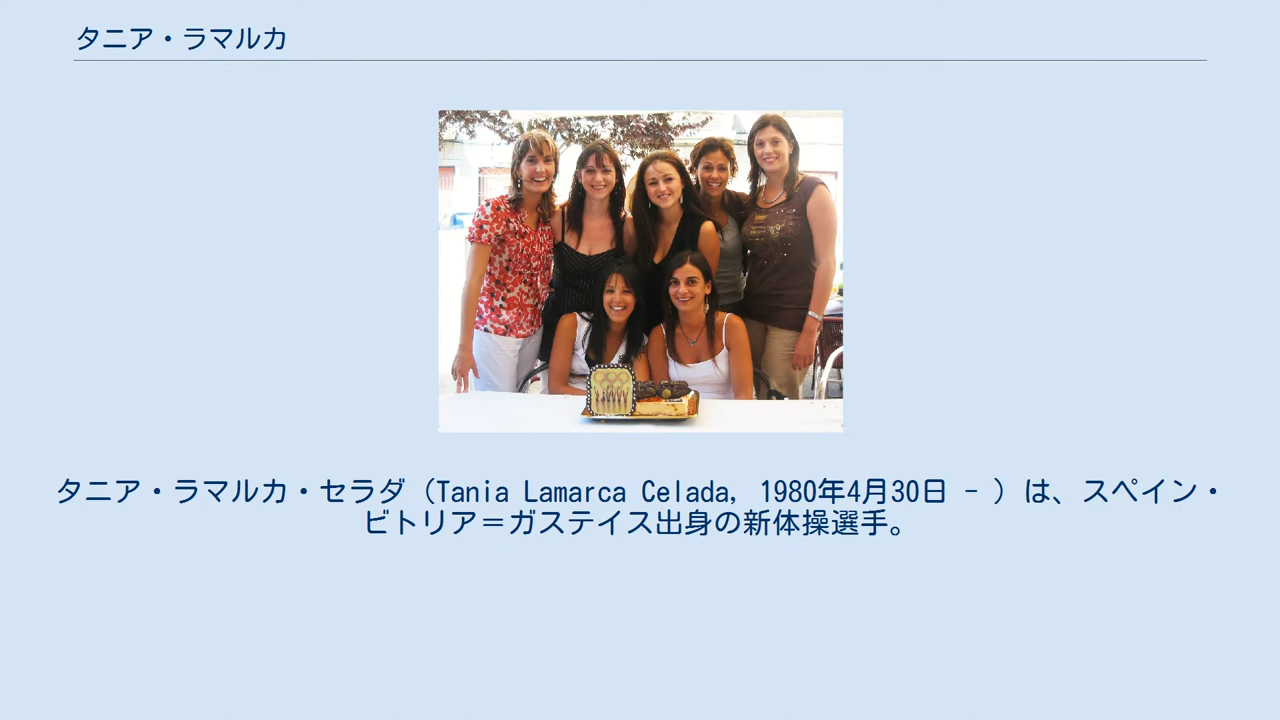 タニア・ラマルカ
タニア・ラマルカ・セラダ（Tania Lamarca Celada, 1980年4月30日 - ）は、スペイン・
ビトリア＝ガステイス出身の新体操選手。